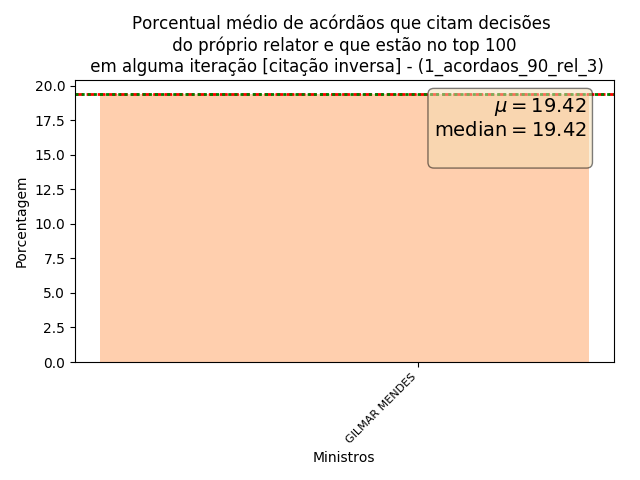 Porcentual médio de acórdãos que citam decisões
do próprio relator e que estão no top 100
em alguma iteração [citação inversa] - (1_acordaos_90_rel_3)
20.0
17.5
15.0
12.5
10.0
7.5
5.0
2.5
0.0
Porcentagem
μ = 19.42
median = 19.42
GILMAR MENDES
Ministros